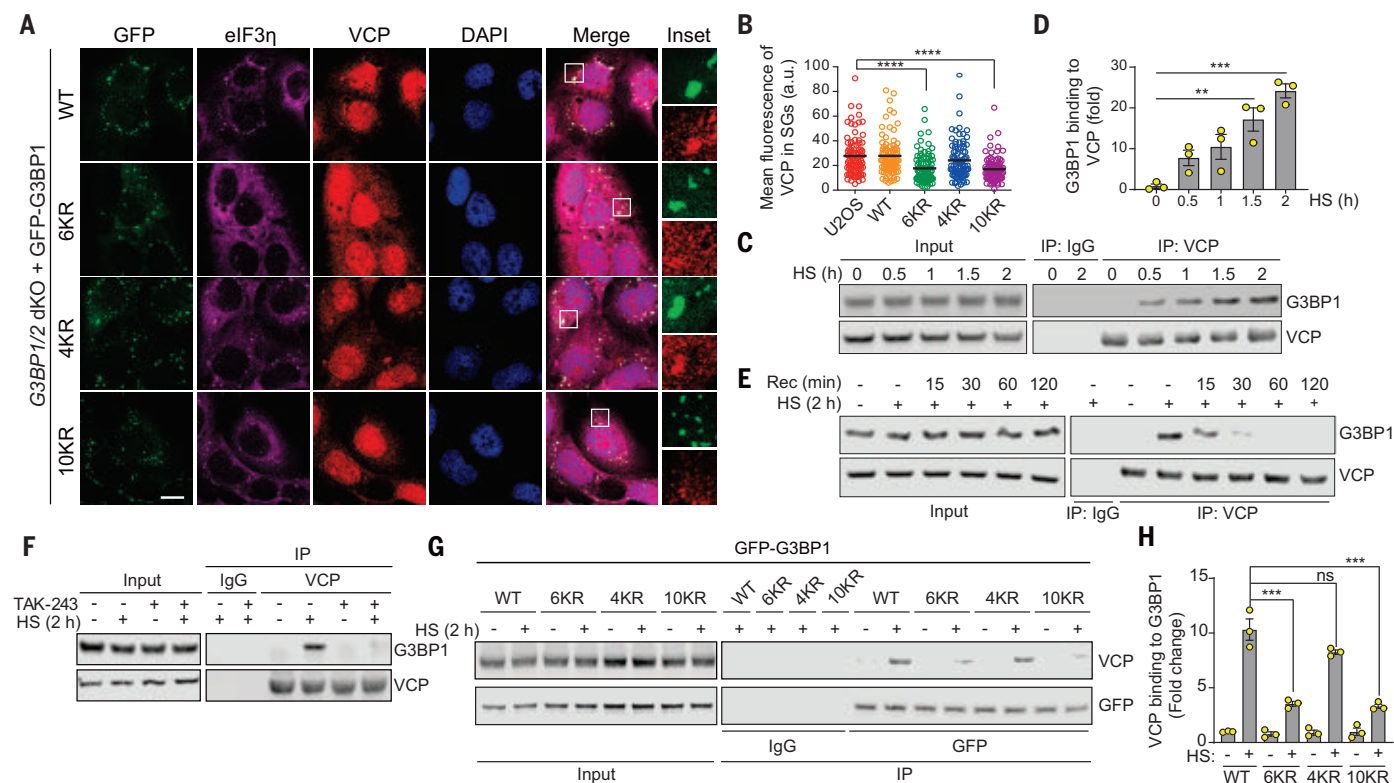 A
GFP eIF3η VCP DAPI Merge Inset
G3BP1/2 dKO + GFP-G3BP1
WT
6KR
4KR
10KR
B
Mean fluorescence of
VCP in SGs (a.u.)
100
80
60
40
20
0
**** ****
U2OS WT 6KR 4KR 10KR
D
G3BP1 binding to
VCP (fold)
30
20
10
0
***
**
0 0.5 1 1.5 2 HS (h)
C
Input IP: IgG IP: VCP
HS (h) 0 0.5 1 1.5 2 0 2 0 0.5 1 1.5 2
G3BP1
VCP
E
Rec (min) - - 15 30 60 120 - - - 15 30 60 120
HS (2 h) - + + + + + + - + + + + +
G3BP1
VCP
Input IP: IgG IP: VCP
F
IP
Input IgG VCP
TAK-243 - - + + - + - - + +
HS (2 h) - + - + + + - + - +
G3BP1
VCP
G
GFP-G3BP1
WT 6KR 4KR 10KR WT 6KR 4KR 10KR WT 6KR 4KR 10KR
HS (2 h) - + - + - + - + + + + + - + - + - + - +
VCP
GFP
IgG GFP
Input IP
H
VCP binding to G3BP1
(Fold change)
15
10
5
0
***
ns
***
HS: - + - + - + - +
WT 6KR 4KR 10KR